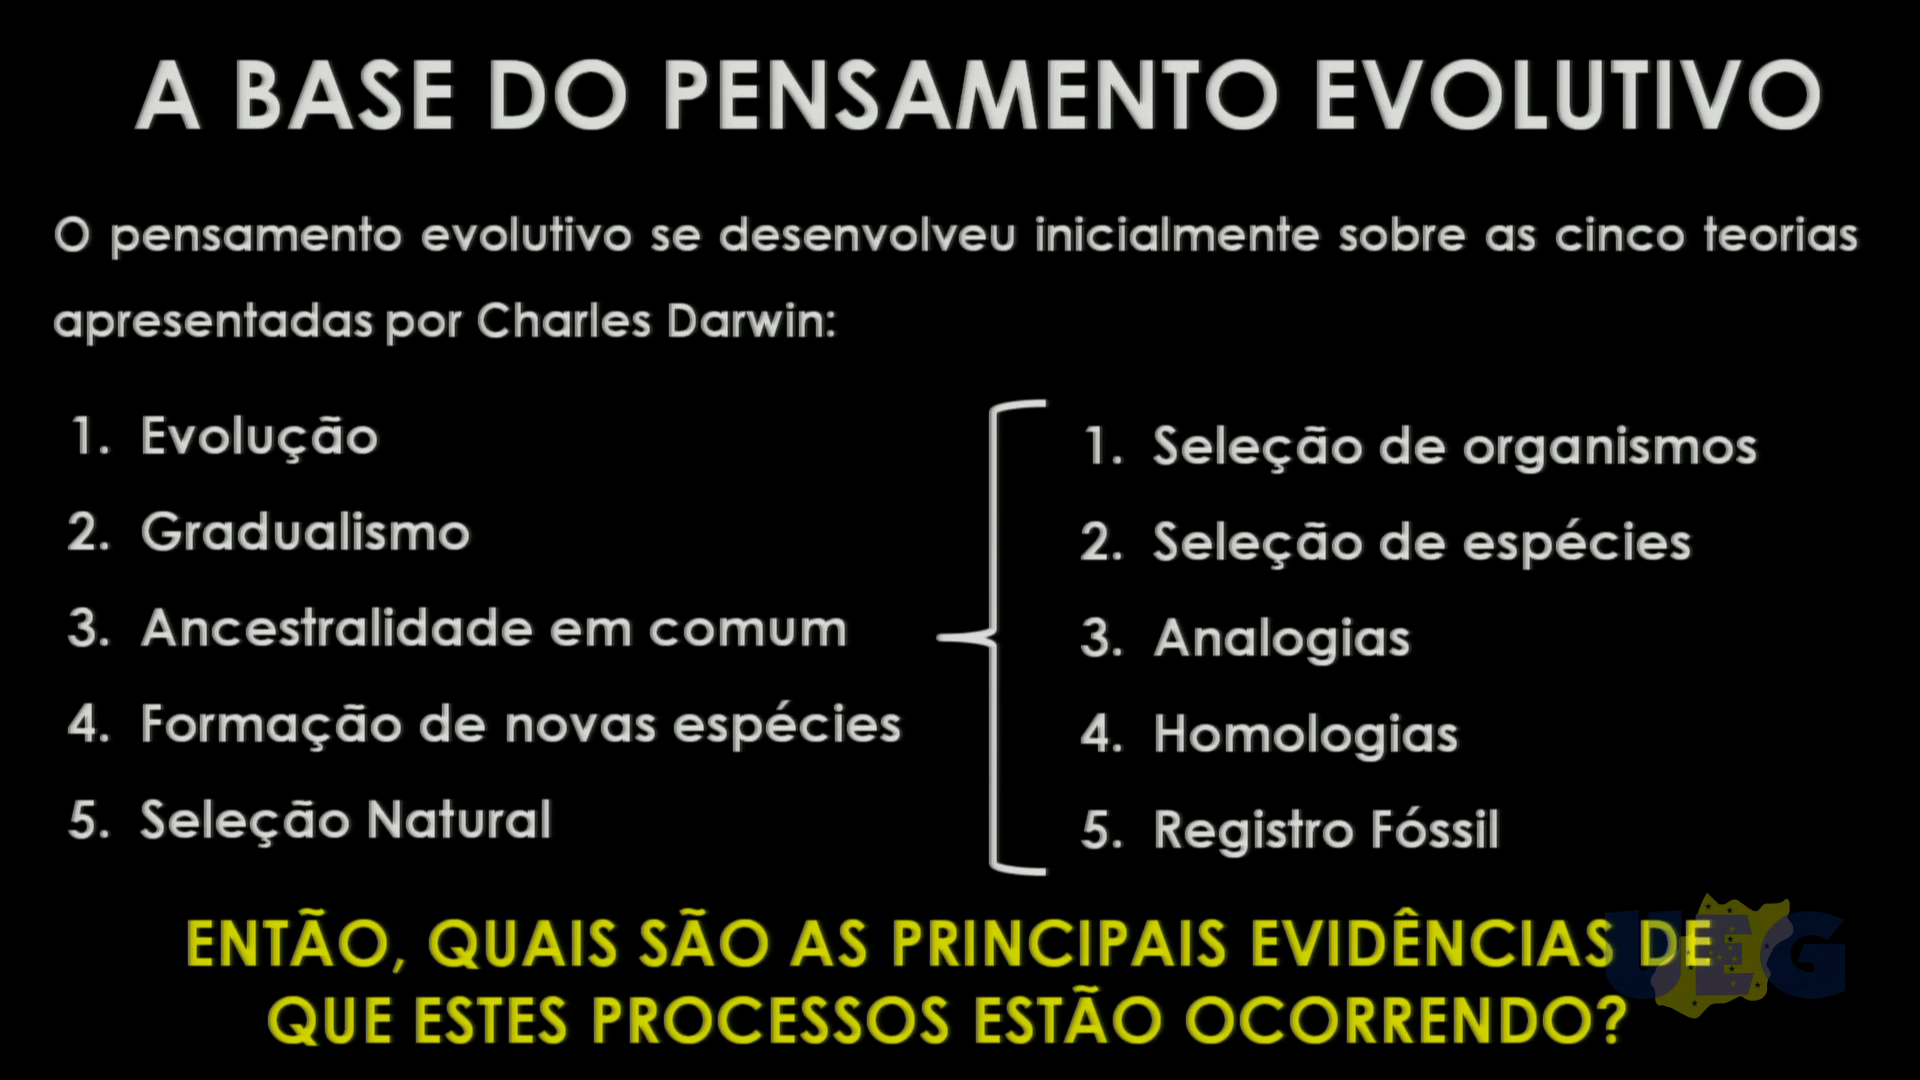 A BASE DO PENSAMENTO EVOLUTIVO
O pensamento evolutivo se desenvolveu inicialmente sobre as cinco teorias
apresentadas por Charles Darwin:
1. Evolução
2. Gradualismo
3. Ancestralidade em comum
4. Formação de novas espécies
5. Seleção Natural
1. Seleção de organismos
2. Seleção de espécies
3. Analogias
4. Homologias
5. Registro Fóssil
ENTÃO, QUAIS SÃO AS PRINCIPAIS EVIDÊNCIAS DE
QUE ESTES PROCESSOS ESTÃO OCORRENDO?
UEG